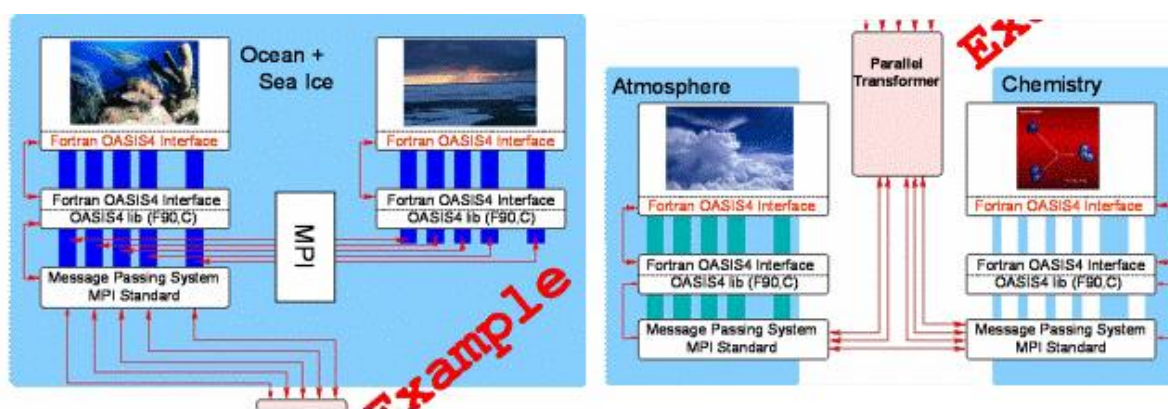 Ocean +
Sea Ice
Fortran OASIS4 Interface
Fortran OASIS4 Interface
OASIS4 lib (F90,C)
Message Passing System
MPI Standard
MPI
Fortran OASIS4 Interface
Fortran OASIS4 Interface
OASIS4 lib (F90,C)
Example
Parallel
Transformer
Atmosphere
Fortran OASIS4 Interface
Fortran OASIS4 Interface
OASIS4 lib (F90,C)
Message Passing System
MPI Standard
Chemistry
Fortran OASIS4 Interface
Fortran OASIS4 Interface
OASIS4 lib (F90,C)
Message Passing System
MPI Standard